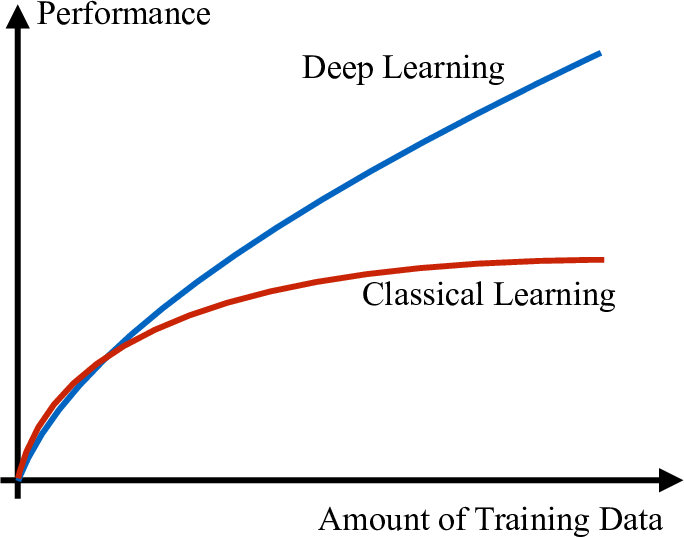 Performance
Deep Learning
Classical Learning
Amount of Training Data